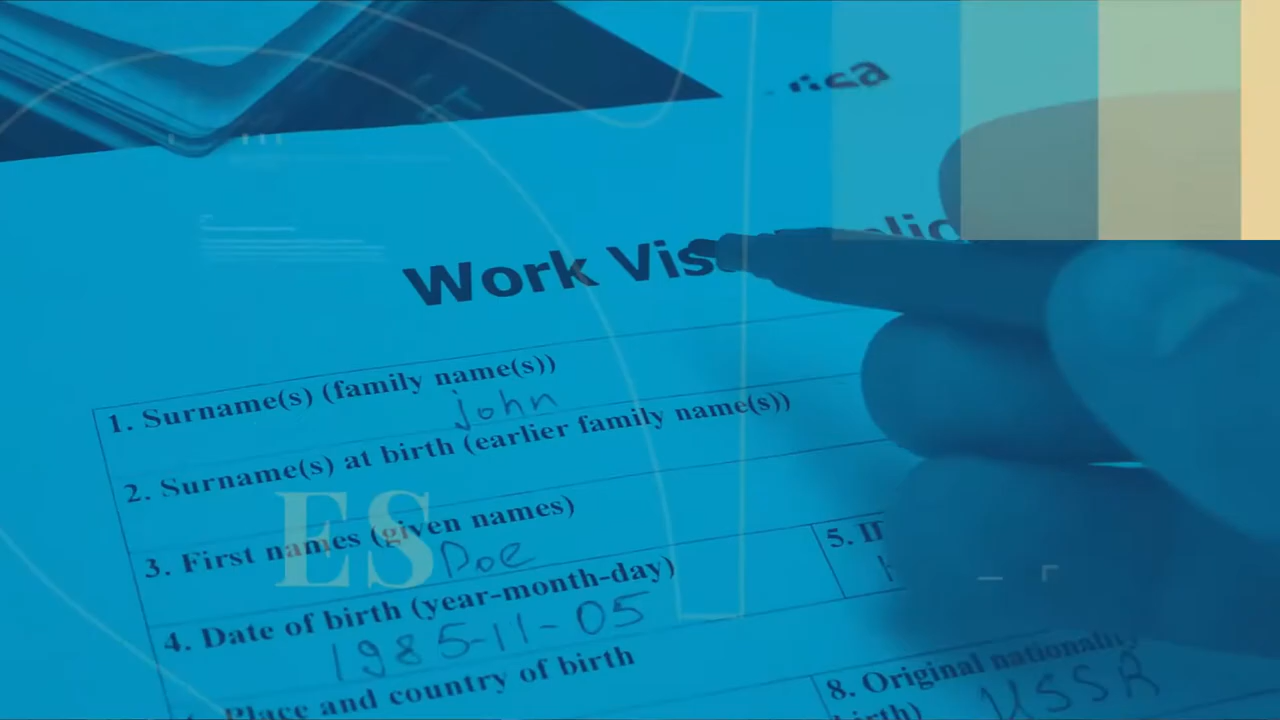 Work
1. Surname(s) (family name(s))
john
2. Surname(s) at birth (earlier family name(s))
3. First names (given names)
Doe
ES
4. Date of birth (year-month-day)
1985-11-05
5.
Place and country of birth
8. Original nationality
birth)
USSR